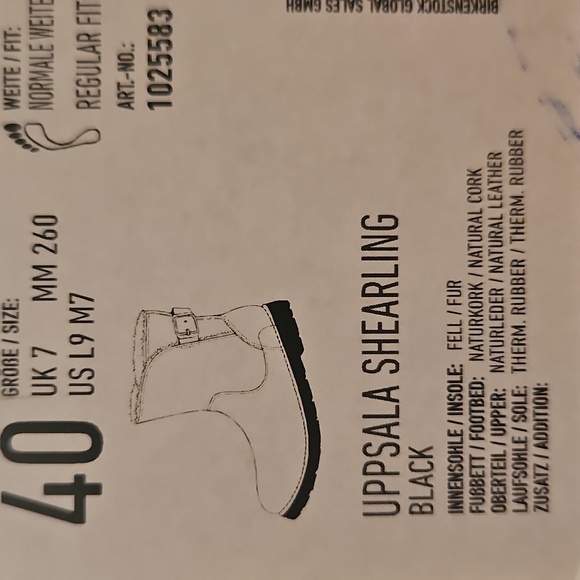 40
GRÖßE / SIZE:
UK 7 MM 260
US L9 M7
WEITE / FIT:
NORMALE WEITE
REGULAR FIT
ART.-NO.:
1025583
UPPSALA SHEARLING
BLACK
INNENSOHLE / INSOLE: FELL / FUR
FUßBETT / FOOTBED: NATURKORK / NATURAL CORK
OBERTEIL / UPPER: NATURLEDER / NATURAL LEATHER
LAUFSOHLE / SOLE: THERM. RUBBER / THERM. RUBBER
ZUSATZ / ADDITION:
BIRKENSTOCK GLOBAL SALES GMBH